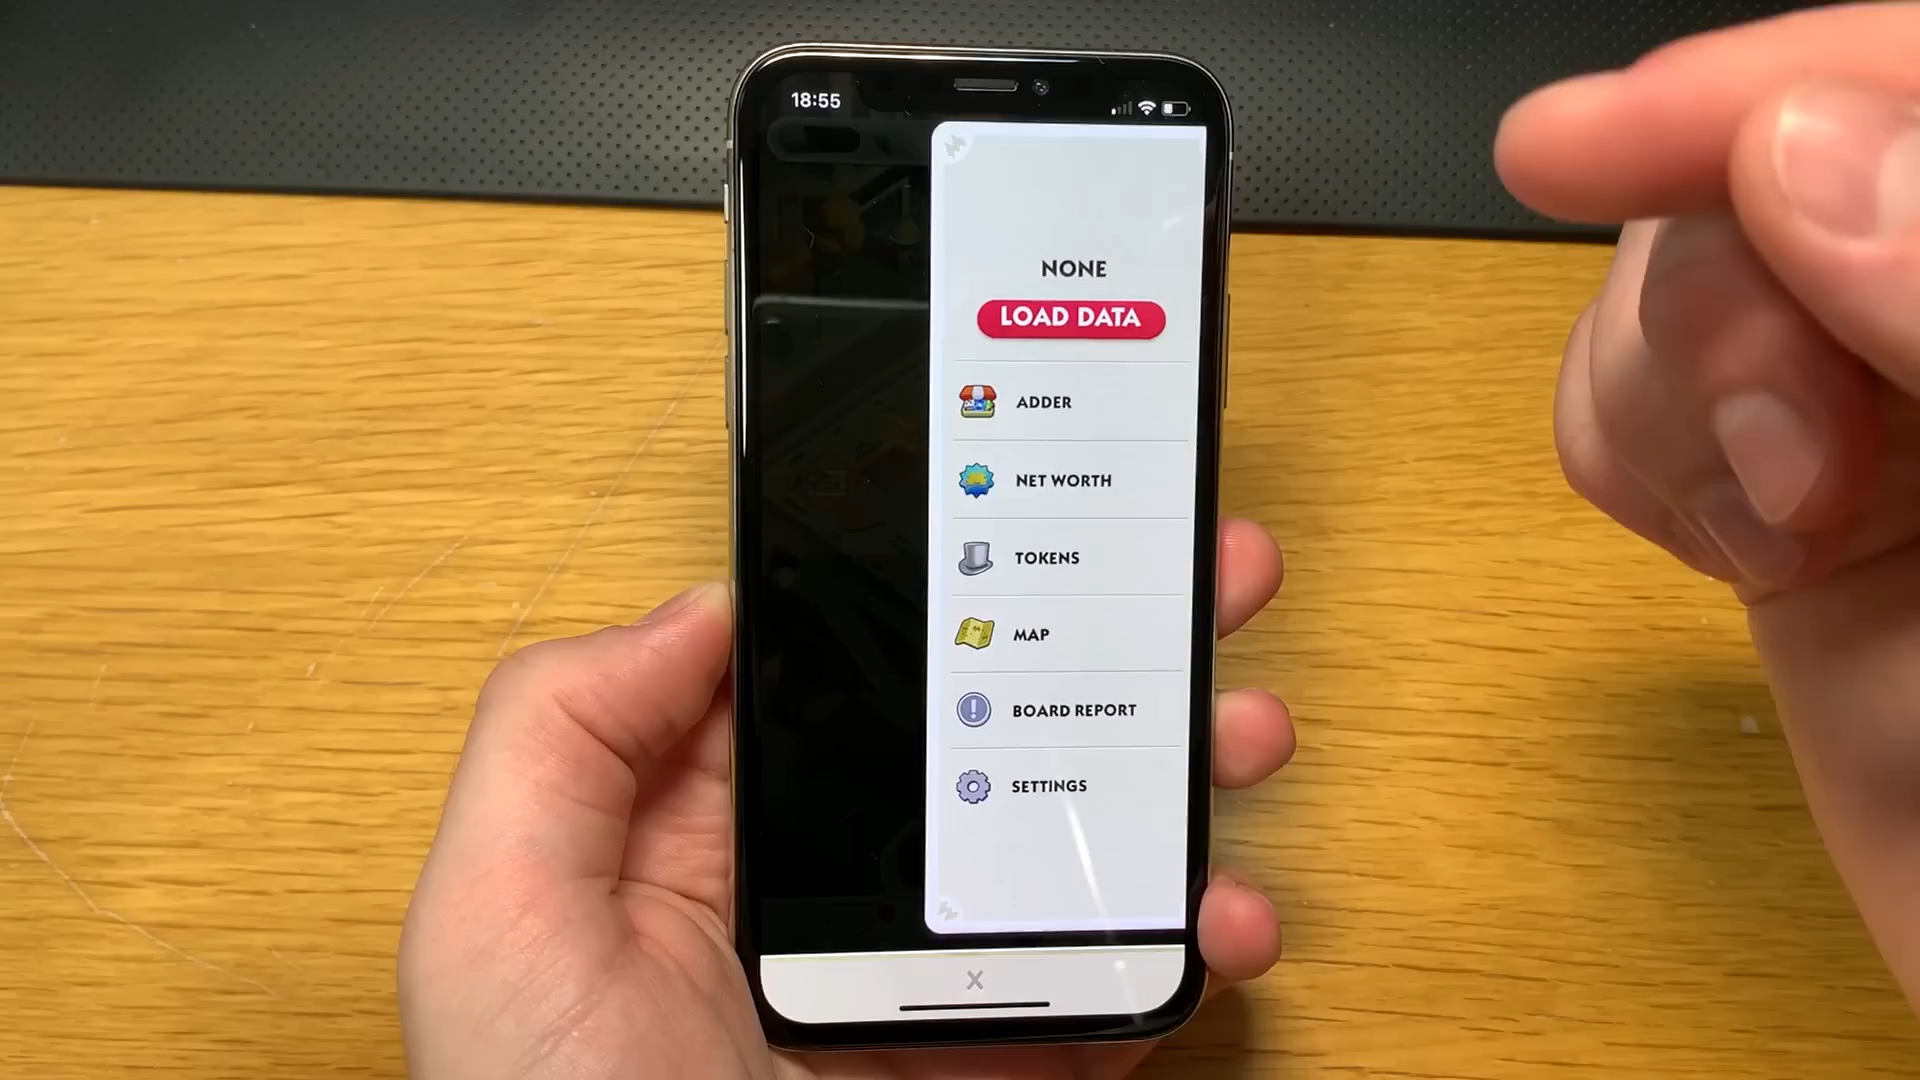 18:55
NONE
LOAD DATA
ADDER
NET WORTH
TOKENS
MAP
BOARD REPORT
SETTINGS
X